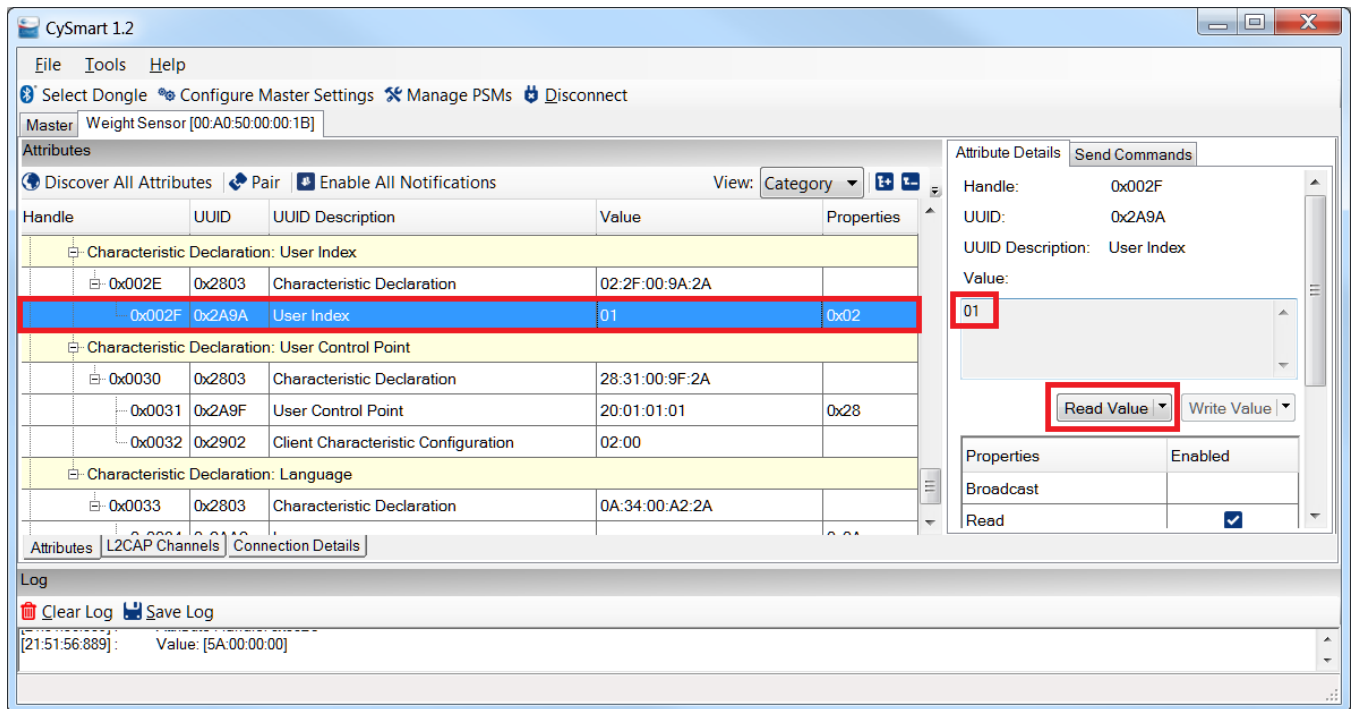 CySmart 1.2
File Tools Help
Select Dongle Configure Master Settings Manage PSMs Disconnect
Master Weight Sensor [00:A0:50:00:00:1B]
Attributes
Discover All Attributes Pair Enable All Notifications View: Category
Handle UUID UUID Description Value Properties
Characteristic Declaration: User Index
0x002E 0x2803 Characteristic Declaration 02:2F:00:9A:2A
0x002F 0x2A9A User Index 01 0x02
Characteristic Declaration: User Control Point
0x0030 0x2803 Characteristic Declaration 28:31:00:9F:2A
0x0031 0x2A9F User Control Point 20:01:01:01 0x28
0x0032 0x2902 Client Characteristic Configuration 02:00
Characteristic Declaration: Language
0x0033 0x2803 Characteristic Declaration 0A:34:00:A2:2A
Attributes L2CAP Channels Connection Details
Attribute Details Send Commands
Handle: 0x002F
UUID: 0x2A9A
UUID Description: User Index
Value:
01
Read Value Write Value
Properties Enabled
Broadcast
Read
Log
Clear Log Save Log
[21:51:56:889] : Value: [5A:00:00:00]